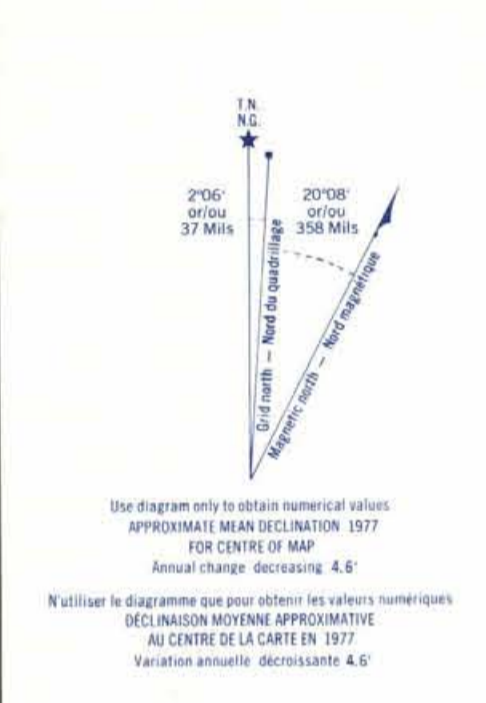 T.N.
N.G.
2°06'
or/ou
37 Mils
20°08'
or/ou
358 Mils
Grid north — Nord du quadrillage
Magnetic north — Nord magnétique
Use diagram only to obtain numerical values
APPROXIMATE MEAN DECLINATION 1977
FOR CENTRE OF MAP
Annual change decreasing 4.6'
N'utiliser le diagramme que pour obtenir les valeurs numériques
DÉCLINAISON MOYENNE APPROXIMATIVE
AU CENTRE DE LA CARTE EN 1977
Variation annuelle décroissante 4.6'